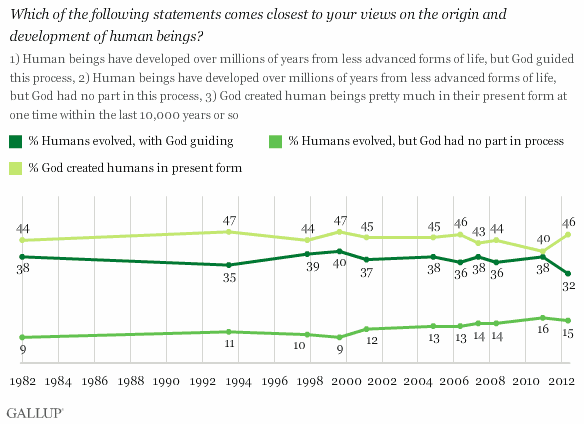 Which of the following statements comes closest to your views on the origin and
development of human beings?
1) Human beings have developed over millions of years from less advanced forms of life, but God guided
this process, 2) Human beings have developed over millions of years from less advanced forms of life,
but God had no part in this process, 3) God created human beings pretty much in their present form at
one time within the last 10,000 years or so
% Humans evolved, with God guiding % Humans evolved, but God had no part in process
% God created humans in present form
44 47 44 47 45 45 46 43 44 40 46
38 35 39 40 37 38 36 38 36 38 32
9 11 10 9 12 13 13 14 14 16 15
1982 1984 1986 1988 1990 1992 1994 1996 1998 2000 2002 2004 2006 2008 2010 2012
GALLUP®